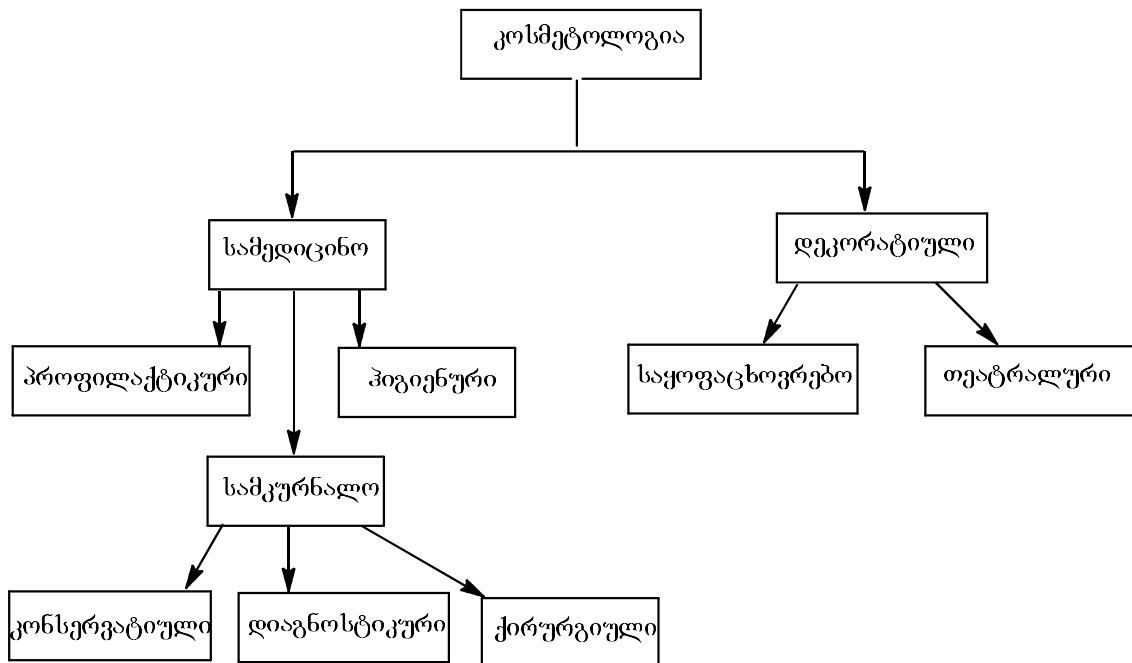 კოსმეტოლოგია
სამედიცინო
დეკორატიული
პროფილაქტიკური
ჰიგიენური
საყოფაცხოვრებო
თეატრალური
სამკურნალო
კონსერვატიული
დიაგნოსტიკური
ქირურგიული